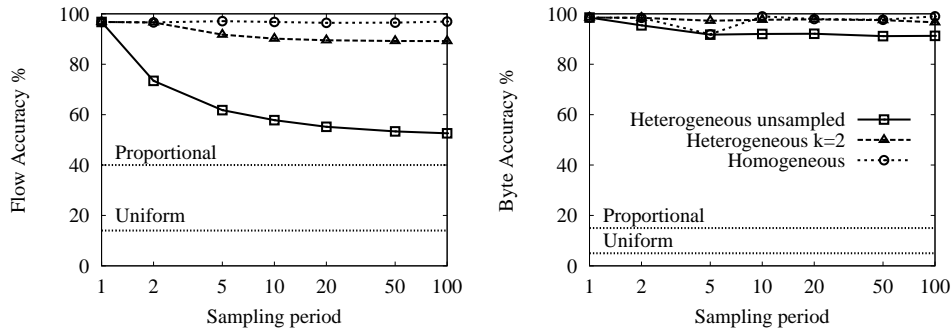 100
80
60
40
20
0
Flow Accuracy %
Proportional
Uniform
1 2 5 10 20 50 100
Sampling period
100
80
60
40
20
0
Byte Accuracy %
Heterogeneous unsampled
Heterogeneous k=2
Homogeneous
Proportional
Uniform
1 2 5 10 20 50 100
Sampling period